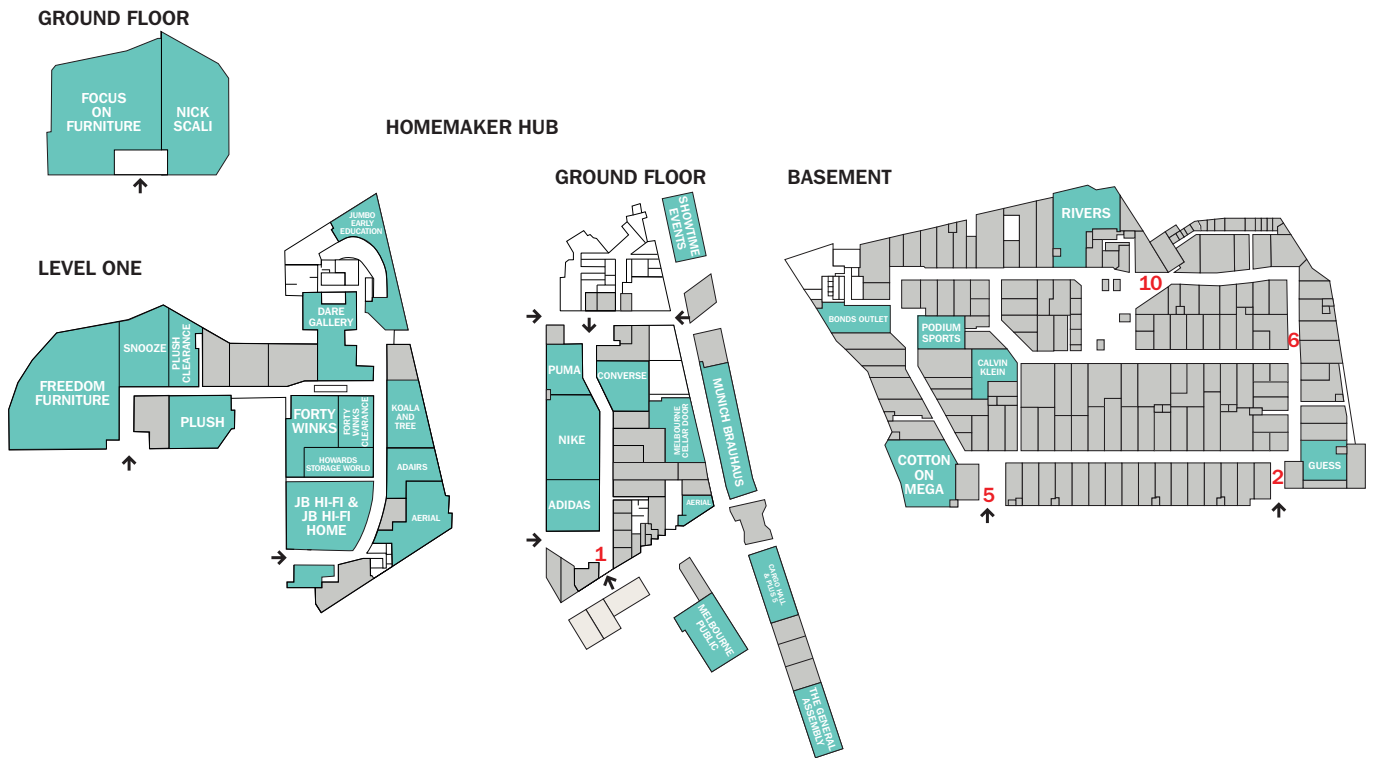 GROUND FLOOR
FOCUS
ON
FURNITURE
NICK
SCALI
HOMEMAKER HUB
LEVEL ONE
JUMBO
EARLY
EDUCATION
DARE
GALLERY
SNOOZE
PLUSH
CLEARANCE
FREEDOM
FURNITURE
PLUSH
FORTY
WINKS
FORTY
WINKS
CLEARANCE
HOWARDS
STORAGE WORLD
KOALA
AND
TREE
ADAIRS
JB HI-FI &
JB HI-FI
HOME
AERIAL
GROUND FLOOR
SHOWTIME
EVENTS
PUMA
CONVERSE
NIKE
MELBOURNE
CELLAR DOOR
MUNICH BRAUHAUS
ADIDAS
AERIAL
1
CARGO HALL
& PLUS 5
MELBOURNE
PUBLIC
THE GENERAL
ASSEMBLY
BASEMENT
RIVERS
10
BONDS OUTLET
PODIUM
SPORTS
6
CALVIN
KLEIN
COTTON
ON
MEGA
GUESS
2
5